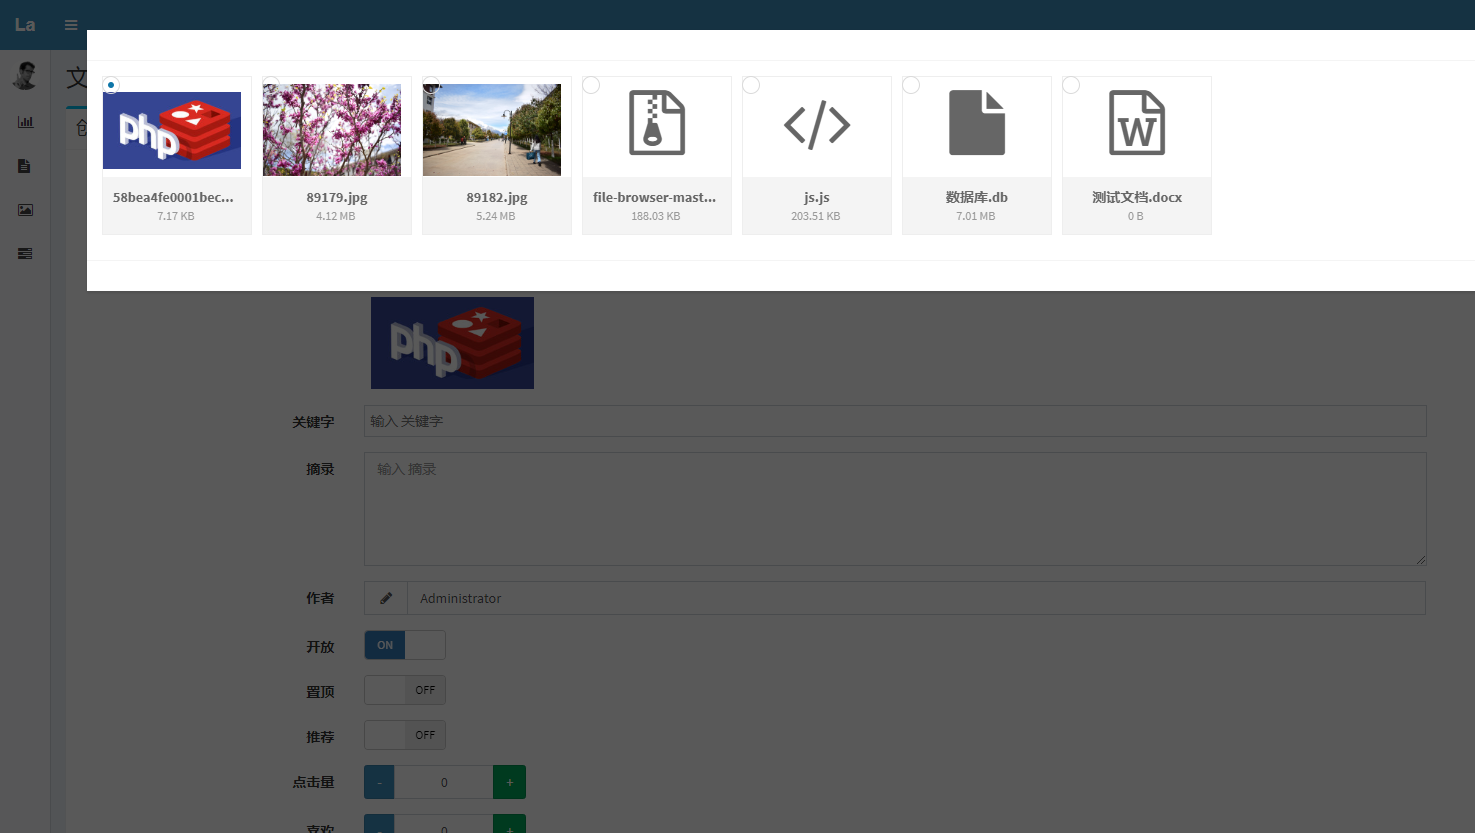 La
文
创
58bea4fe0001bec...
7.17 KB
89179.jpg
4.12 MB
89182.jpg
5.24 MB
file-browser-mast...
188.03 KB
js.js
203.51 KB
数据库.db
7.01 MB
测试文档.docx
0 B
php
php
关键字
输入 关键字
摘录
输入 摘录
作者
Administrator
开放
ON
置顶
OFF
推荐
OFF
点击量
-
0
+
喜欢
-
0
+